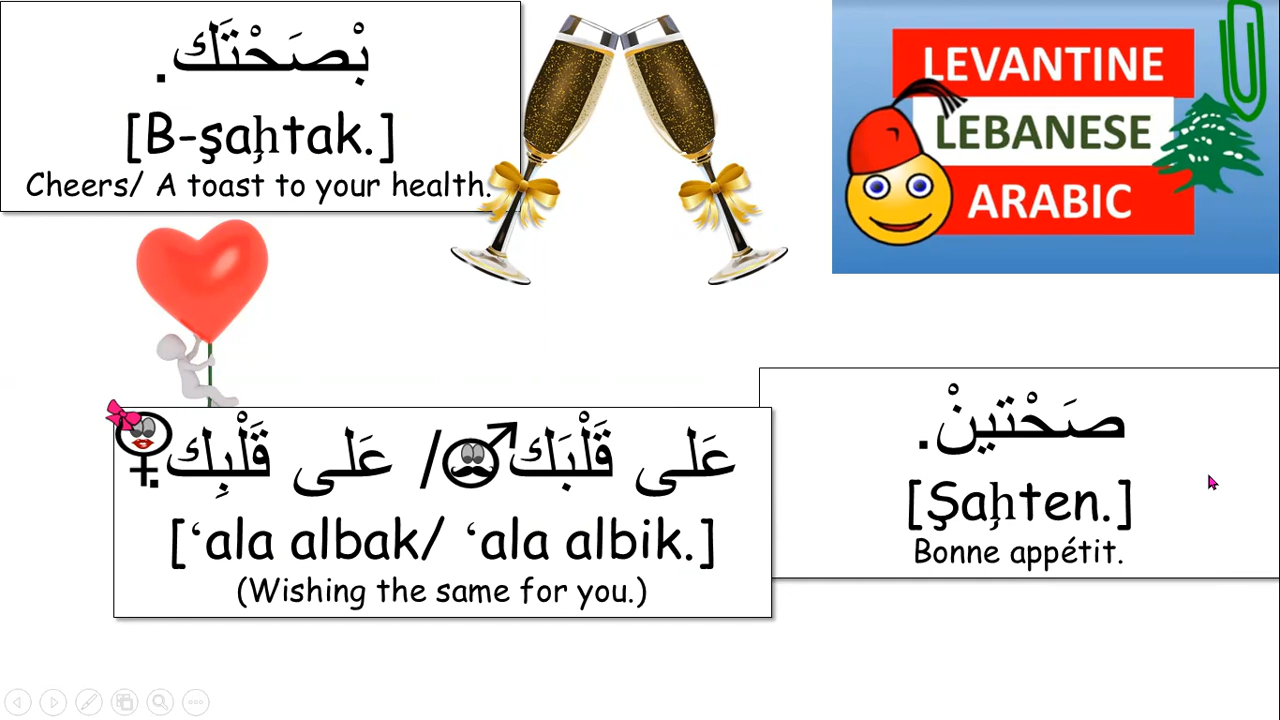 بْصَحْتَك.
[B-şaḩtak.]
Cheers/ A toast to your health.
LEVANTINE
LEBANESE
ARABIC
عَلى قَلْبَك / عَلى قَلْبِك.
[‘ala albak/ ‘ala albik.]
(Wishing the same for you.)
صَحْتينْ.
[Şaḩten.]
Bonne appétit.